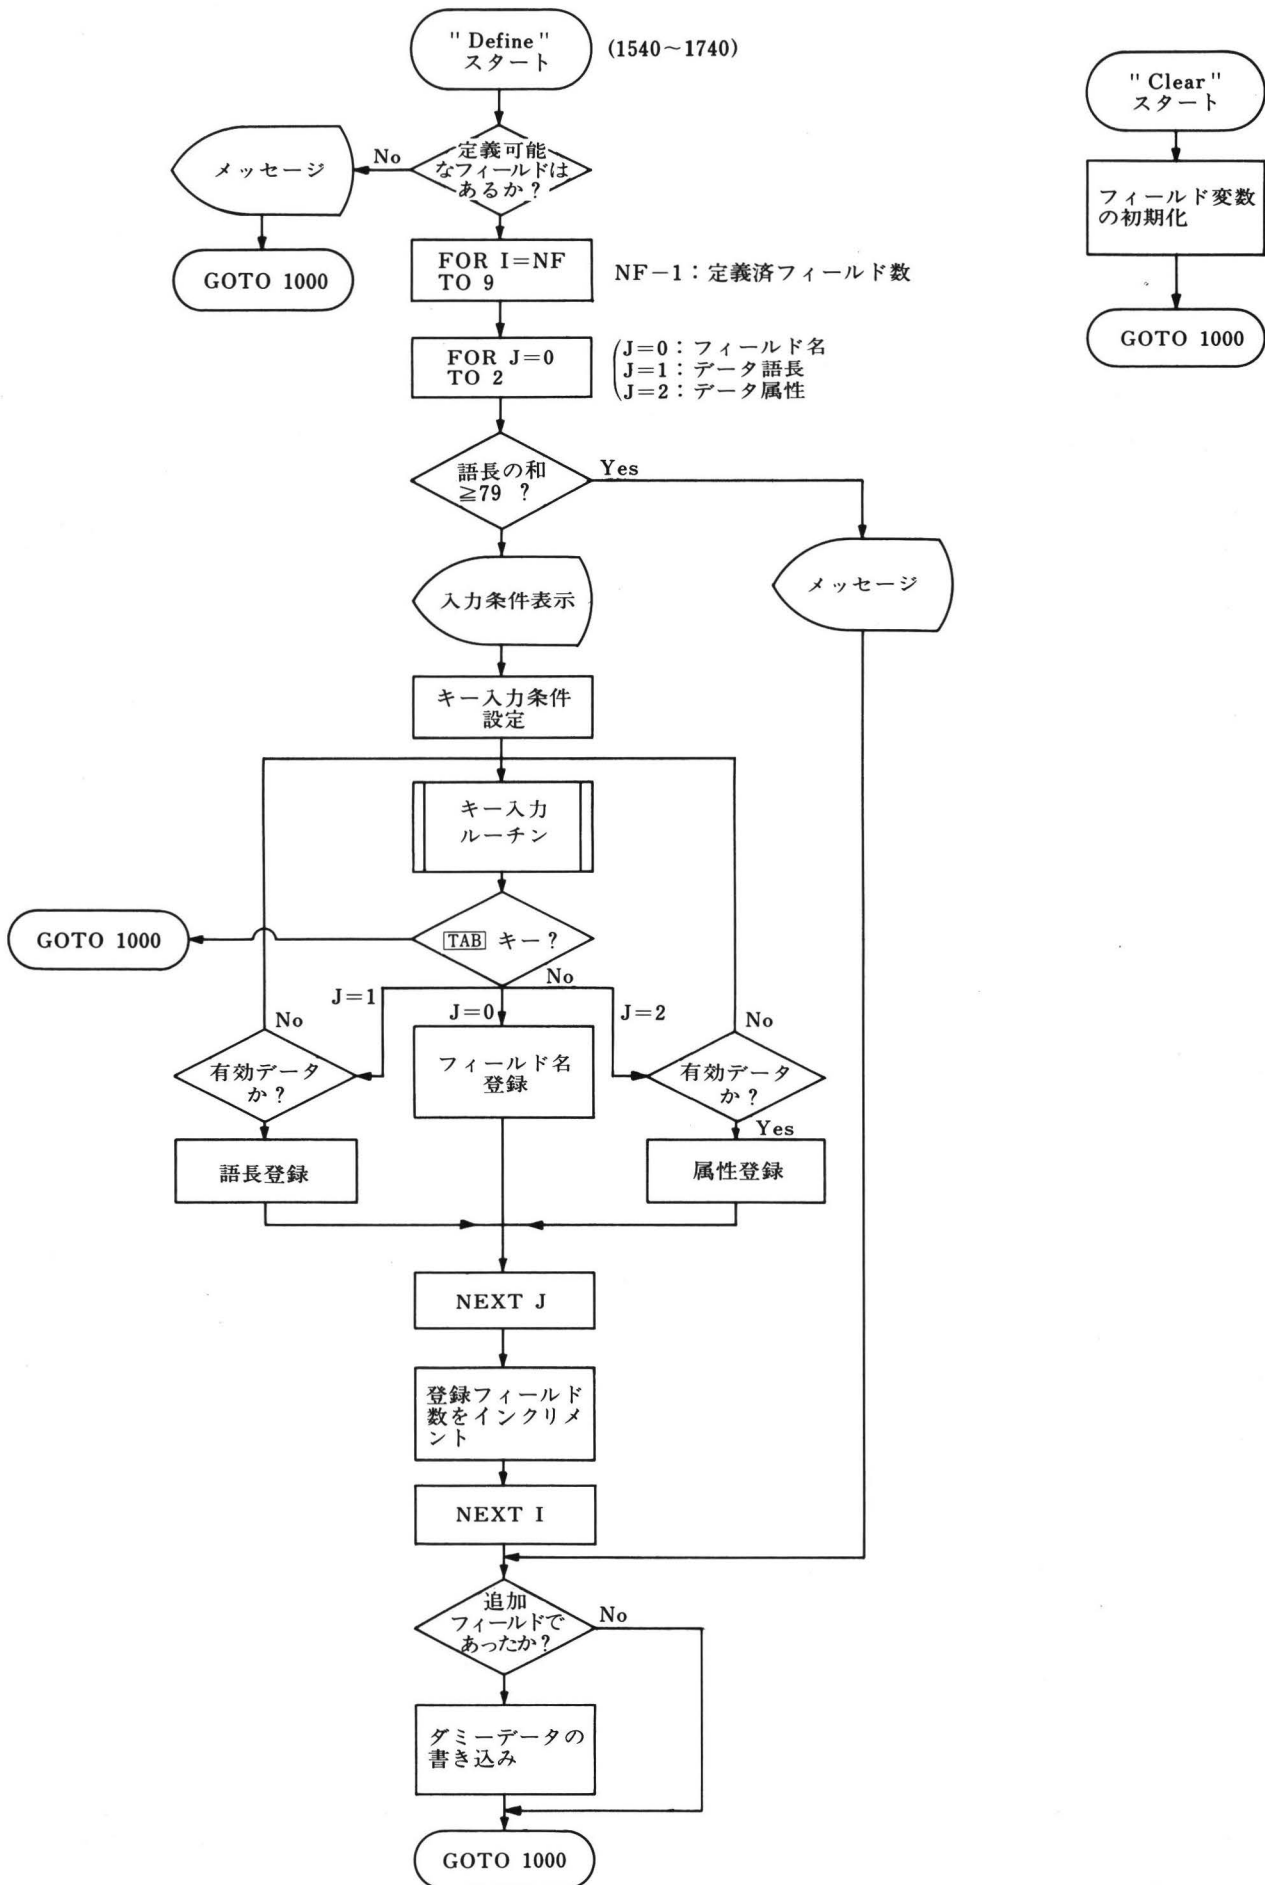 "Define"
スタート
(1540～1740)
"Clear"
スタート
定義可能
なフィールドは
あるか？
No
メッセージ
GOTO 1000
フィールド変数
の初期化
GOTO 1000
FOR I=NF
TO 9
NF−1：定義済フィールド数
FOR J=0
TO 2
J=0：フィールド名
J=1：データ語長
J=2：データ属性
語長の和
≧79 ？
Yes
メッセージ
入力条件表示
キー入力条件
設定
キー入力
ルーチン
TAB キー？
GOTO 1000
No
J=1
J=0
J=2
No
No
有効データ
か？
フィールド名
登録
有効データ
か？
Yes
語長登録
属性登録
NEXT J
登録フィールド
数をインクリメ
ント
NEXT I
追加
フィールドで
あったか？
No
ダミーデータの
書き込み
GOTO 1000